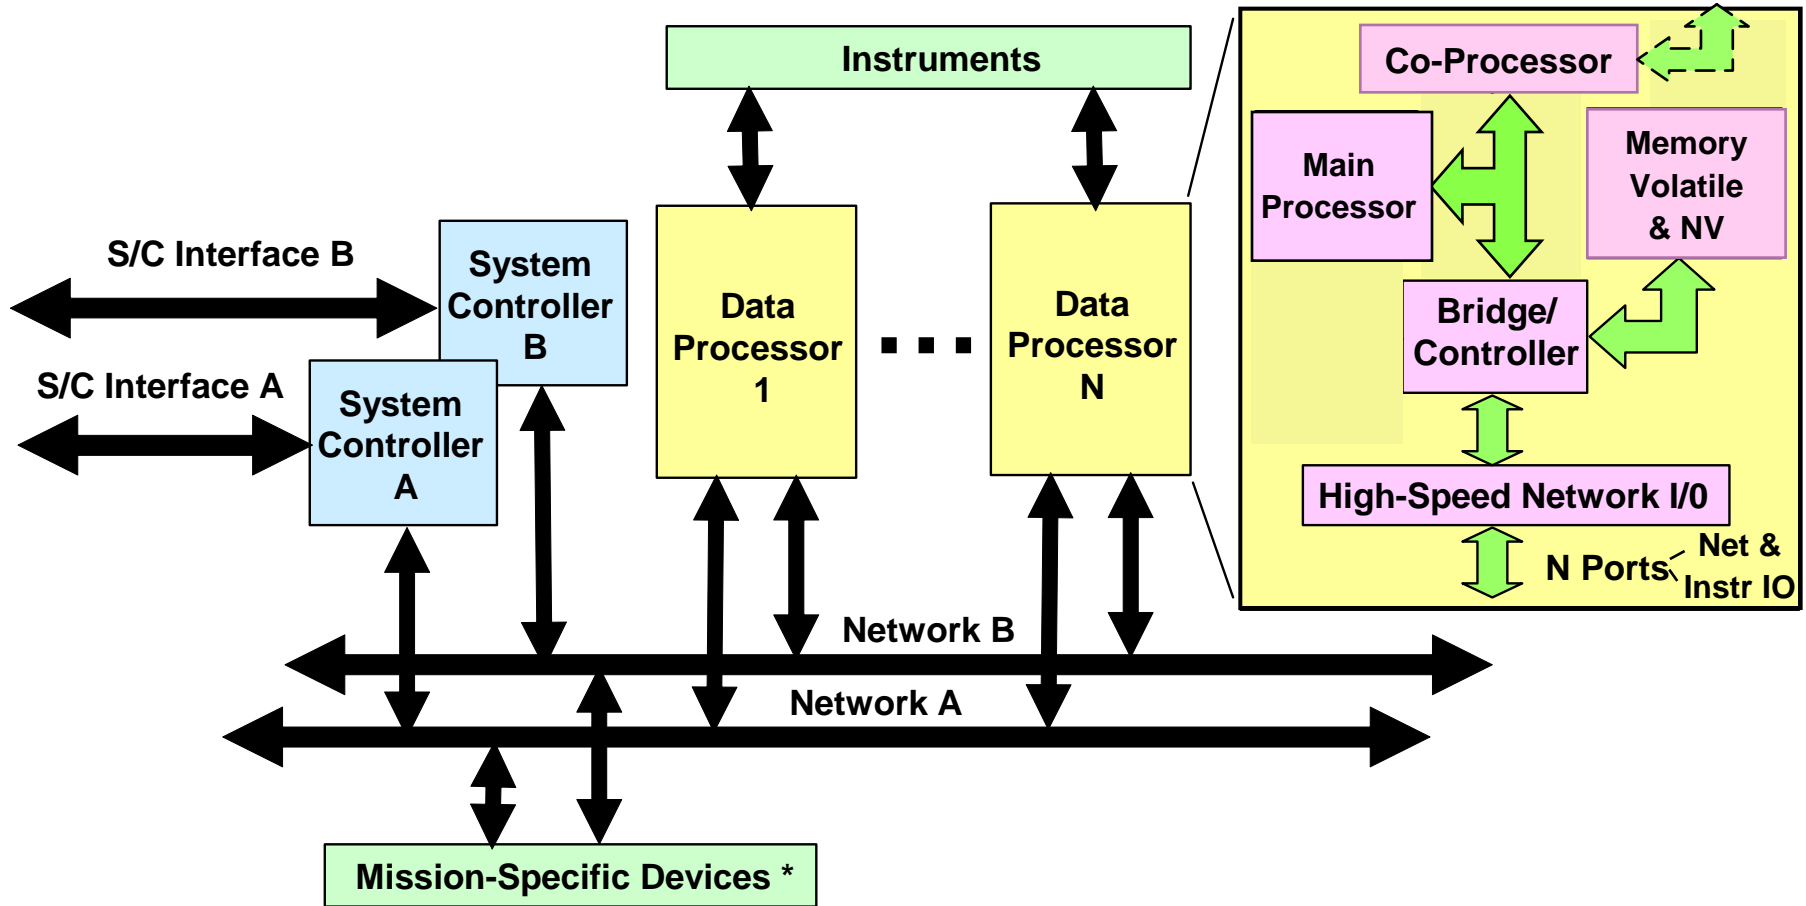 Instruments
S/C Interface B
S/C Interface A
System
Controller
B
System
Controller
A
Data
Processor
1
Data
Processor
N
Network B
Network A
Mission-Specific Devices *
Co-Processor
Main
Processor
Memory
Volatile
& NV
Bridge/
Controller
High-Speed Network I/0
N Ports
Net &
Instr IO